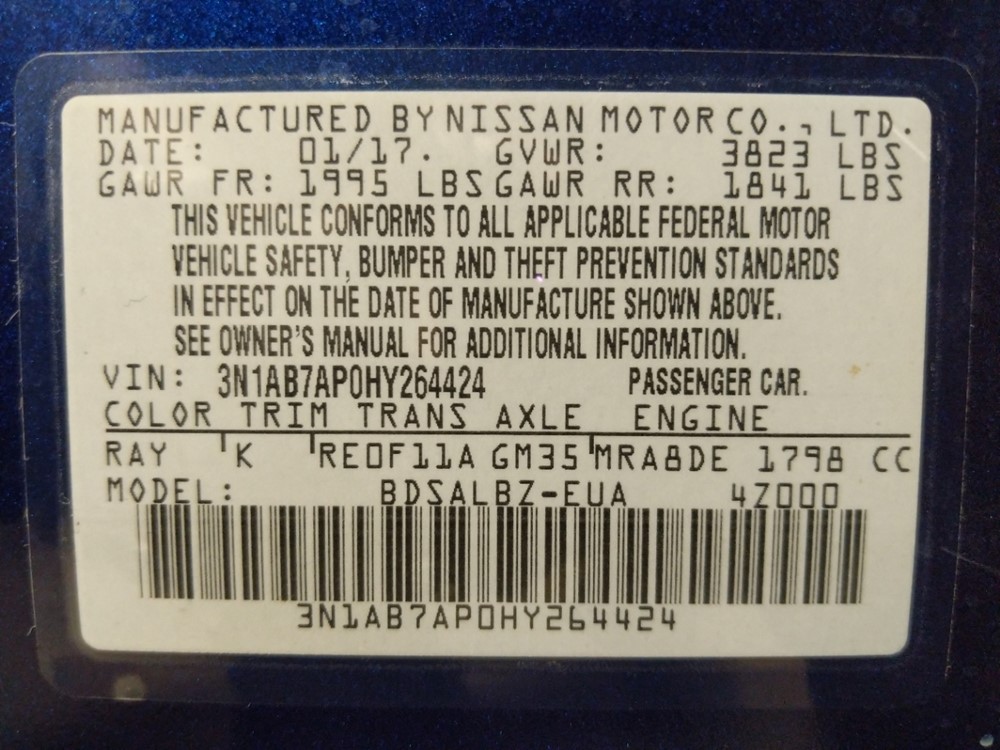 MANUFACTURED BY NISSAN MOTOR CO., LTD.
DATE: 01/17. GVWR: 3823 LBS
GAWR FR: 1995 LBS GAWR RR: 1841 LBS
THIS VEHICLE CONFORMS TO ALL APPLICABLE FEDERAL MOTOR
VEHICLE SAFETY, BUMPER AND THEFT PREVENTION STANDARDS
IN EFFECT ON THE DATE OF MANUFACTURE SHOWN ABOVE.
SEE OWNER'S MANUAL FOR ADDITIONAL INFORMATION.
VIN: 3N1AB7AP0HY264424 PASSENGER CAR.
COLOR TRIM TRANS AXLE ENGINE
RAY K RE0F11A GM35 MRA8DE 1798 CC
MODEL: BDSALBZ-EUA 4Z000
3N1AB7AP0HY264424